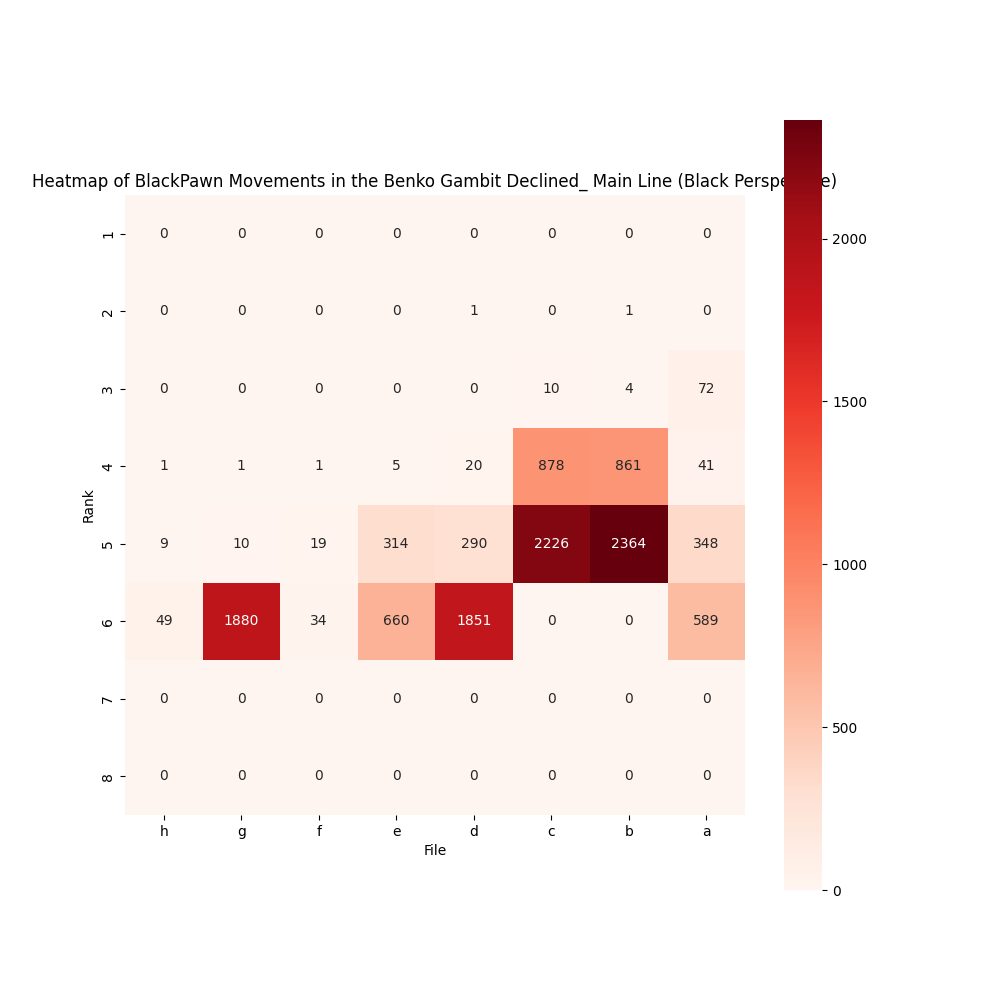 Heatmap of BlackPawn Movements in the Benko Gambit Declined_ Main Line (Black Perspective)
1 0 0 0 0 0 0 0 0
2 0 0 0 0 1 0 1 0
3 0 0 0 0 0 10 4 72
4 1 1 1 5 20 878 861 41
5 9 10 19 314 290 2226 2364 348
6 49 1880 34 660 1851 0 0 589
7 0 0 0 0 0 0 0 0
8 0 0 0 0 0 0 0 0
h g f e d c b a
File
Rank
2000
1500
1000
500
0